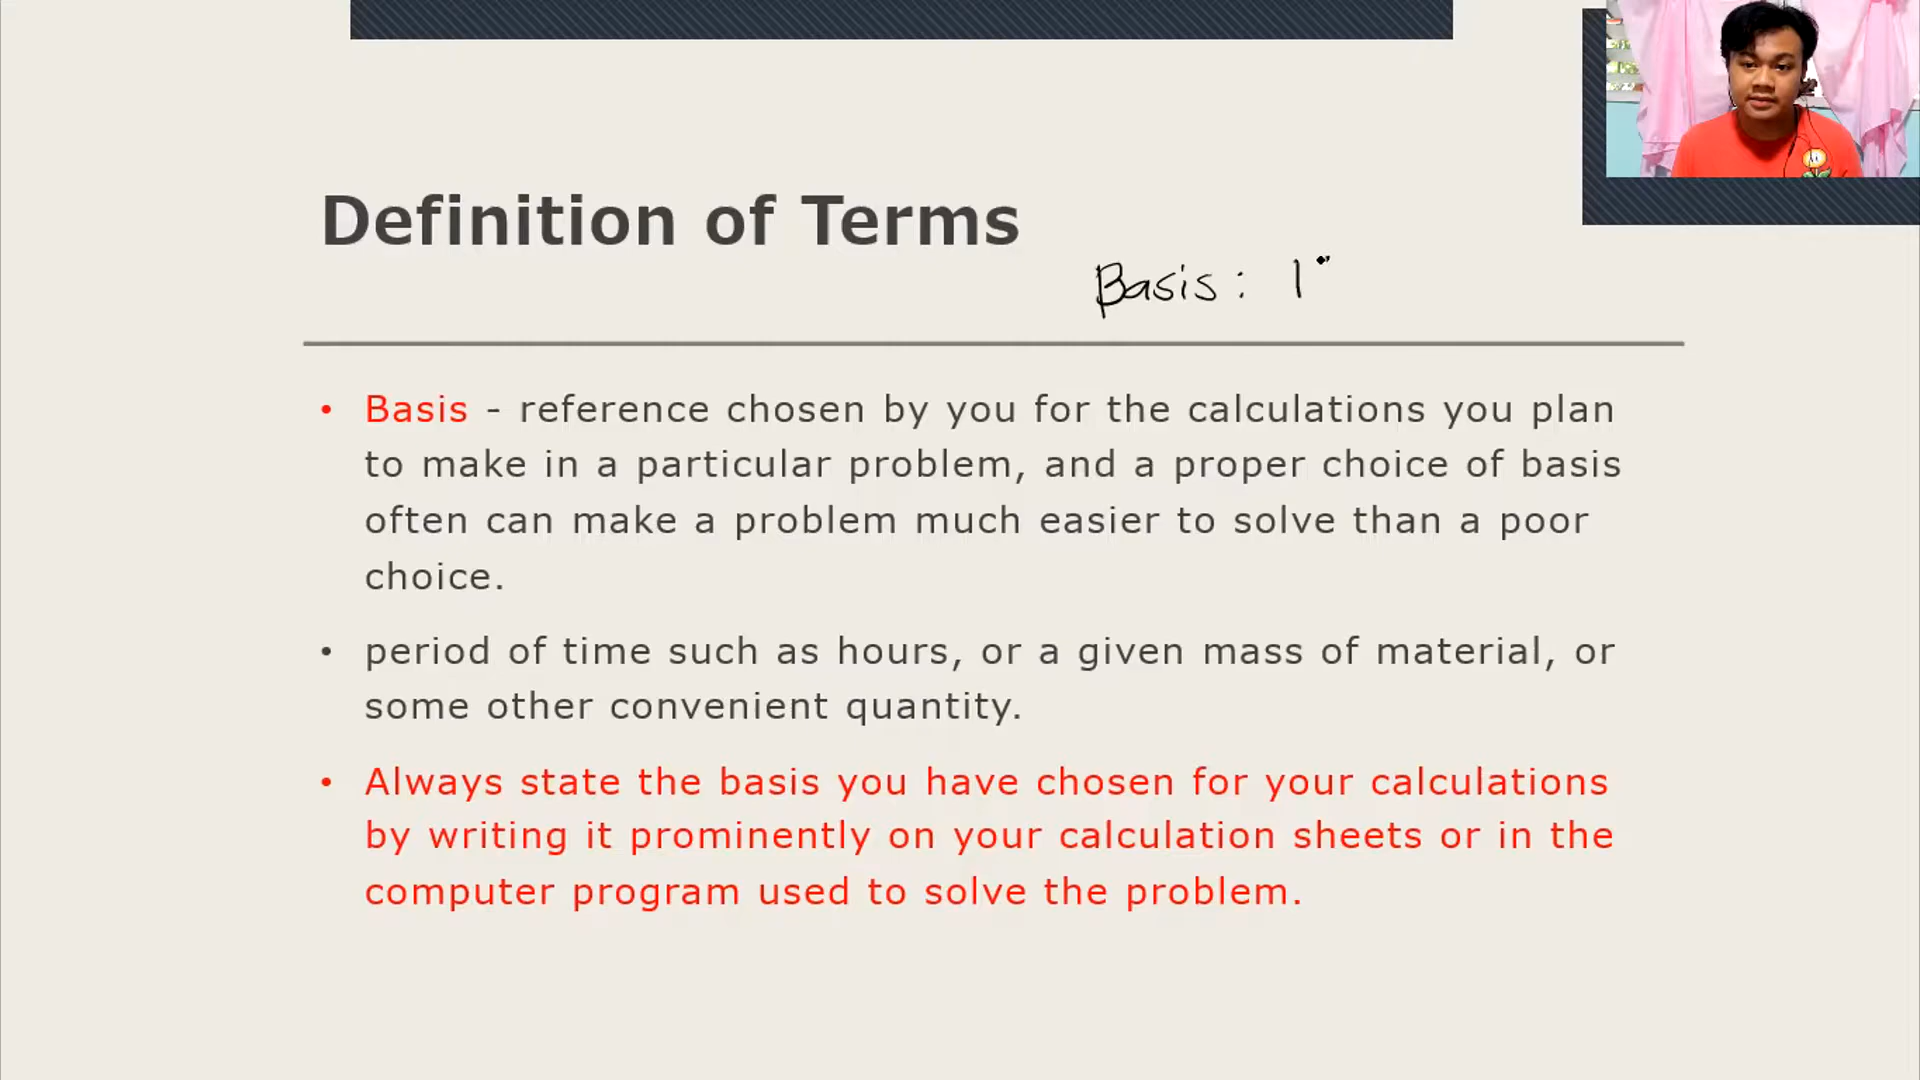 Definition of Terms
Basis: 1
• Basis - reference chosen by you for the calculations you plan
to make in a particular problem, and a proper choice of basis
often can make a problem much easier to solve than a poor
choice.
• period of time such as hours, or a given mass of material, or
some other convenient quantity.
• Always state the basis you have chosen for your calculations
by writing it prominently on your calculation sheets or in the
computer program used to solve the problem.